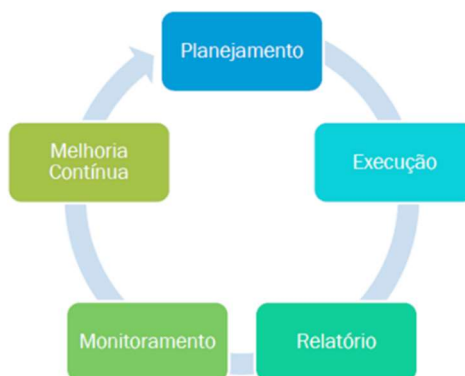 Planejamento
Execução
Relatório
Monitoramento
Melhoria
Contínua